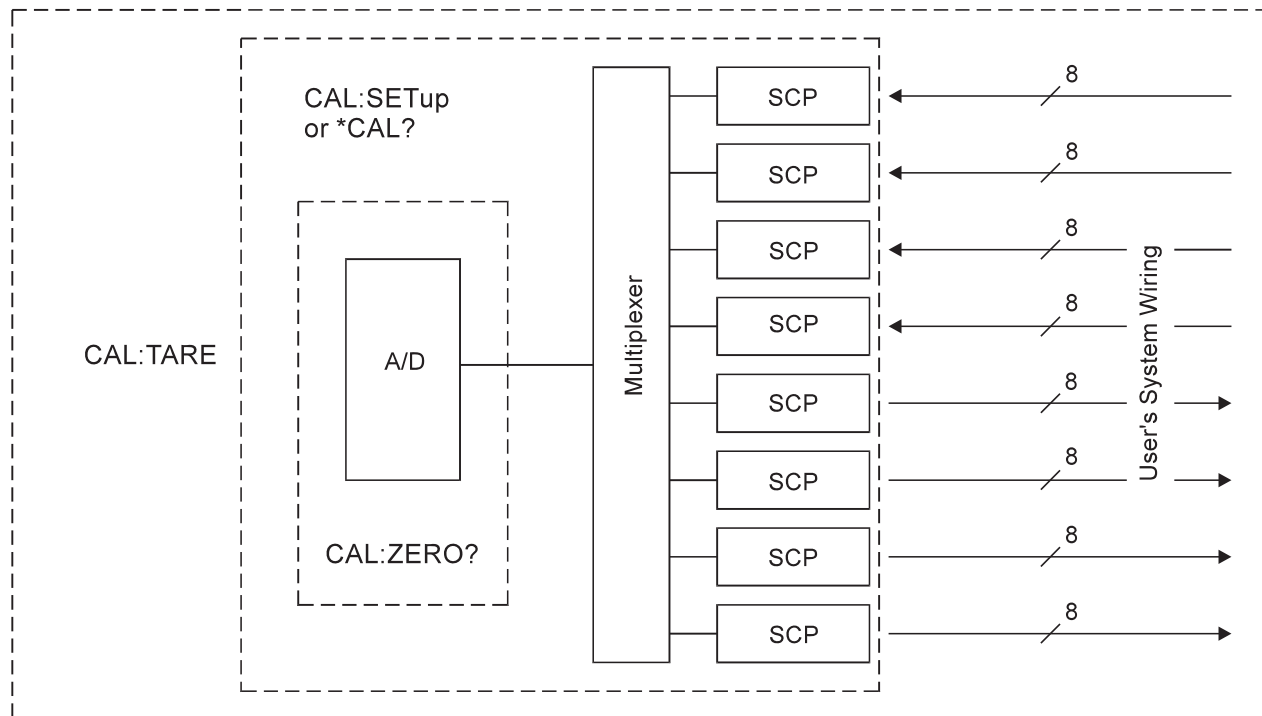 CAL:SETup
or *CAL?
CAL:TARE
A/D
CAL:ZERO?
Multiplexer
SCP
8
SCP
8
SCP
8
SCP
8
SCP
8
SCP
8
SCP
8
SCP
8
User's System Wiring